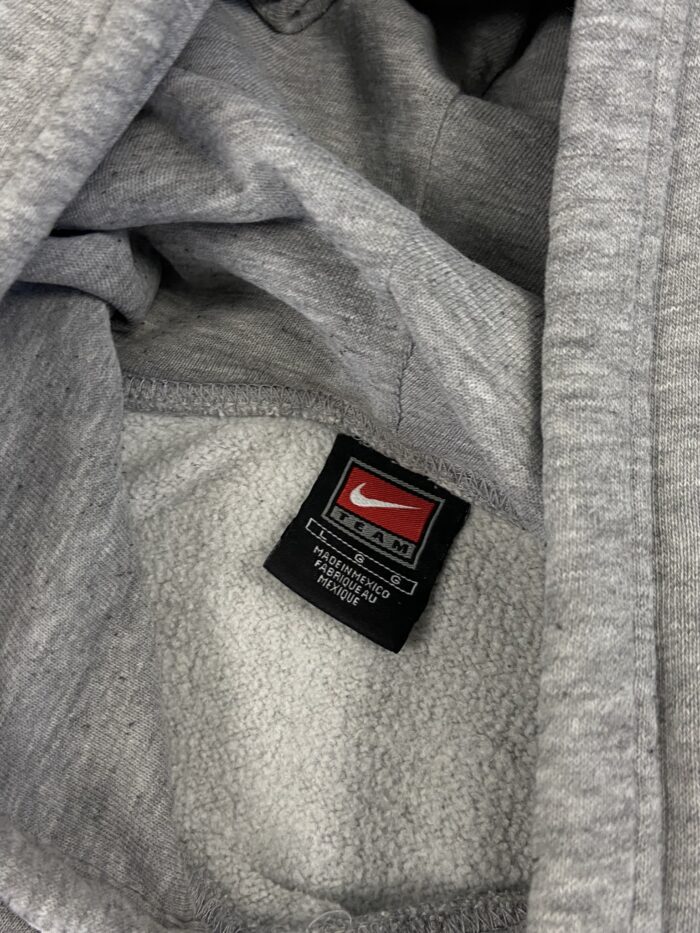 TEAM
L G G
MADE IN MEXICO
FABRIQUE AU
MEXIQUE